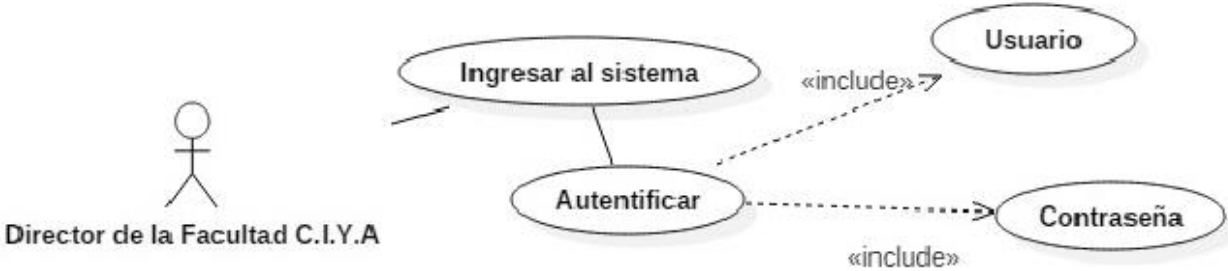 Usuario
Ingresar al sistema
«include»
Autentificar
Contraseña
Director de la Facultad C.I.Y.A
«include»